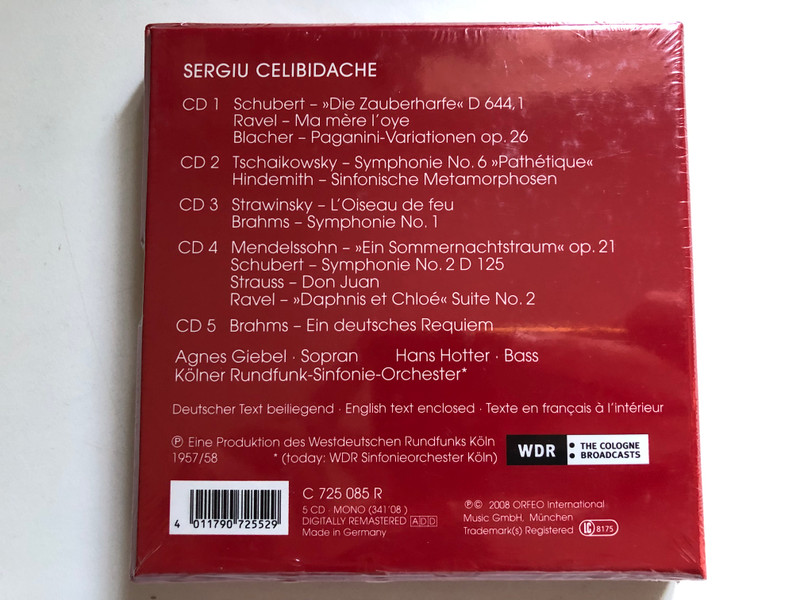 SERGIU CELIBIDACHE
CD 1 Schubert – »Die Zauberharfe« D 644,1
Ravel – Ma mère l'oye
Blacher – Paganini-Variationen op. 26
CD 2 Tschaikowsky – Symphonie No. 6 »Pathétique«
Hindemith – Sinfonische Metamorphosen
CD 3 Strawinsky – L'Oiseau de feu
Brahms – Symphonie No. 1
CD 4 Mendelssohn – »Ein Sommernachtstraum« op. 21
Schubert – Symphonie No. 2 D 125
Strauss – Don Juan
Ravel – »Daphnis et Chloé« Suite No. 2
CD 5 Brahms – Ein deutsches Requiem
Agnes Giebel · Sopran Hans Hotter · Bass
Kölner Rundfunk-Sinfonie-Orchester*
Deutscher Text beiliegend · English text enclosed · Texte en français à l'intérieur
℗ Eine Produktion des Westdeutschen Rundfunks Köln
1957/58 * (today: WDR Sinfonieorchester Köln)
WDR : THE COLOGNE
BROADCASTS
4 011790 725529
C 725 085 R
5 CD · MONO (341'08 )
DIGITALLY REMASTERED ADD
Made in Germany
℗© 2008 ORFEO International
Music GmbH, München
Trademark(s) Registered LC 8175